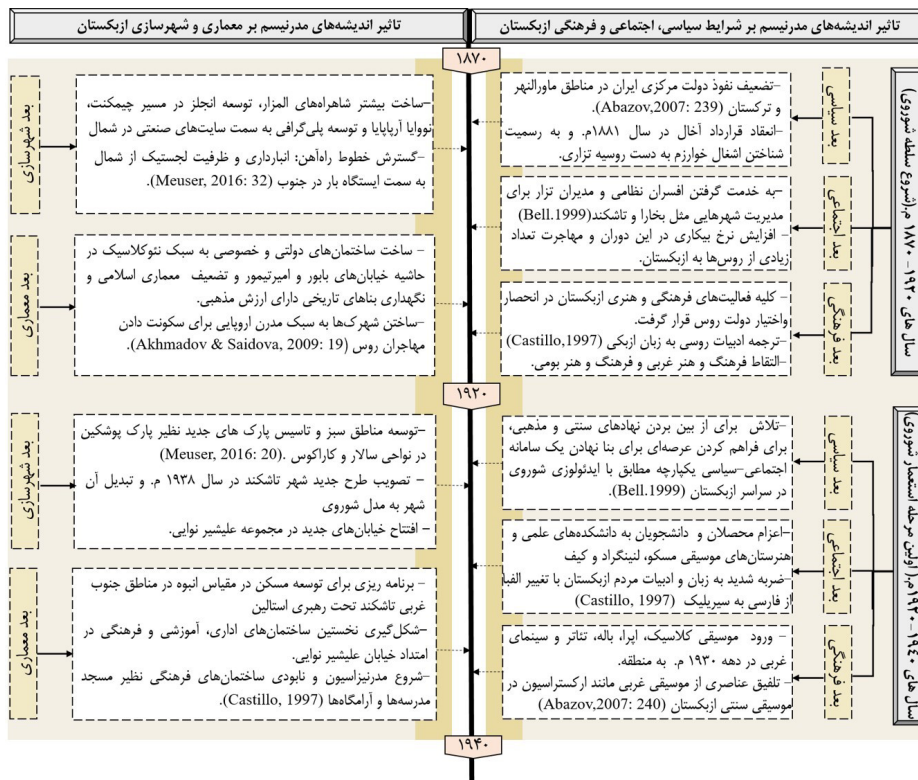 تاثیر اندیشه‌های مدرنیسم بر شرایط سیاسی، اجتماعی و فرهنگی ازبکستان
تاثیر اندیشه‌های مدرنیسم بر معماری و شهرسازی ازبکستان
۱۸۷۰
سال های ۱۹۲۰ - ۱۸۷۰ م.(شروع سلطه شوروی)
بعد سیاسی
-تضعیف نفوذ دولت مرکزی ایران در مناطق ماورالنهر
و ترکستان (Abazov,2007: 239).
-انعقاد قرارداد آخال در سال ۱۸۸۱م. و به رسمیت
شناختن اشغال خوارزم به دست روسیه تزاری.
بعد اجتماعی
-به خدمت گرفتن افسران نظامی و مدیران تزار برای
مدیریت شهرهایی مثل بخارا و تاشکند(Bell.1999)
- افزایش نرخ بیکاری در این دوران و مهاجرت تعداد
زیادی از روس‌ها به ازبکستان.
بعد فرهنگی
- کلیه فعالیت‌های فرهنگی و هنری ازبکستان در انحصار
واختیار دولت روس قرار گرفت.
-ترجمه ادبیات روسی به زبان ازبکی (Castillo,1997)
-التقاط فرهنگ و هنر غربی و فرهنگ و هنر بومی.
بعد شهرسازی
-ساخت بیشتر شاهراه‌های المزار، توسعه انجلز در مسیر چیمکنت،
نووایا آرپاپایا و توسعه پلی‌گرافی به سمت سایت‌های صنعتی در شمال
-گسترش خطوط راه‌آهن: انبارداری و ظرفیت لجستیک از شمال
به سمت ایستگاه بار در جنوب (Meuser, 2016: 32).
بعد معماری
- ساخت ساختمان‌های دولتی و خصوصی به سبک نئوکلاسیک در
حاشیه خیابان‌های بابور و امیرتیمور و تضعیف معماری اسلامی و
نگهداری بناهای تاریخی دارای ارزش مذهبی.
-ساختن شهرک‌ها به سبک مدرن اروپایی برای سکونت دادن
مهاجران روس (Akhmadov & Saidova, 2009: 19).
۱۹۲۰
سال های ۱۹٤۰-۱۹۲۰م.( اولین مرحله استعمار شوروی)
بعد سیاسی
-تلاش برای از بین بردن نهادهای سنتی و مذهبی،
برای فراهم کردن عرصه‌ای برای بنا نهادن یک سامانه
اجتماعی-سیاسی یکپارچه مطابق با ایدئولوژی شوروی
در سراسر ازبکستان (Bell.1999).
بعد اجتماعی
-اعزام محصلان و دانشجویان به دانشکده‌های علمی و
هنرستان‌های موسیقی مسکو، لنینگراد و کیف
-ضربه شدید به زبان و ادبیات مردم ازبکستان با تغییر الفبا
از فارسی به سیریلیک (Castillo, 1997)
بعد فرهنگی
- ورود موسیقی کلاسیک، اپرا، باله، تئاتر و سینمای
غربی در دهه ۱۹۳۰ م. به منطقه.
- تلفیق عناصری از موسیقی غربی مانند ارکستراسیون در
موسیقی سنتی ازبکستان (Abazov,2007: 240)
بعد شهرسازی
-توسعه مناطق سبز و تاسیس پارک های جدید نظیر پارک پوشکین
در نواحی سالار و کاراکوس .(Meuser, 2016: 20)
- تصویب طرح جدید شهر تاشکند در سال ۱۹۳۸ م. و تبدیل آن
شهر به مدل شوروی
- افتتاح خیابان‌های جدید در مجموعه علیشیر نوایی.
بعد معماری
- برنامه ریزی برای توسعه مسکن در مقیاس انبوه در مناطق جنوب
غربی تاشکند تحت رهبری استالین
-شکل‌گیری نخستین ساختمان‌های اداری، آموزشی و فرهنگی در
امتداد خیابان علیشیر نوایی.
- شروع مدرنیزاسیون و نابودی ساختمان‌های فرهنگی نظیر مسجد
مدرسه‌ها و آرامگاه‌ها (Castillo, 1997).
۱۹٤۰